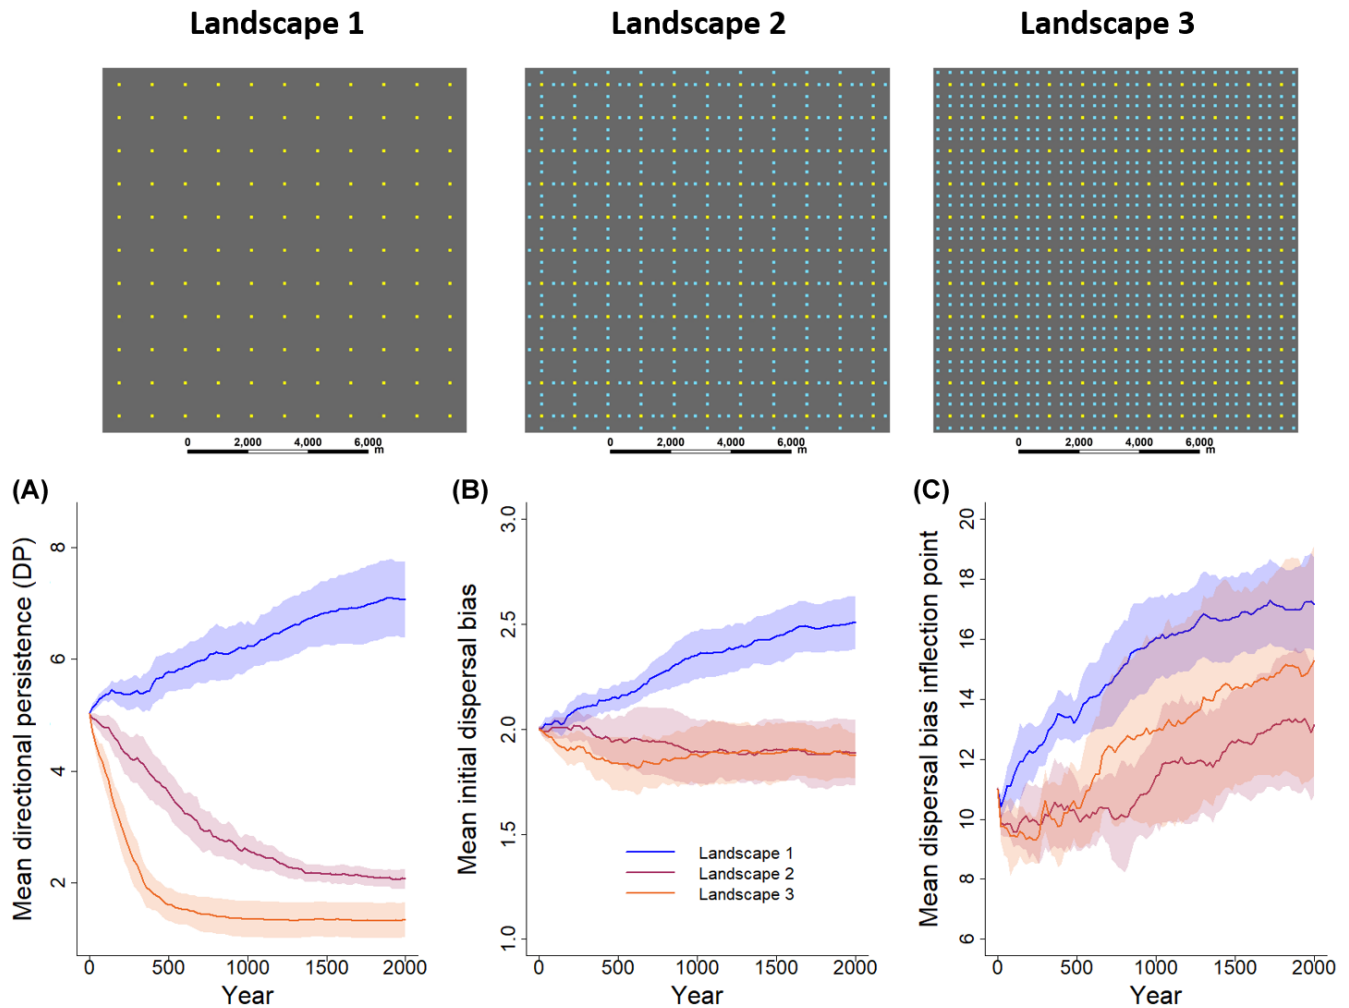 Landscape 1
Landscape 2
Landscape 3
0 2,000 4,000 6,000 m
0 2,000 4,000 6,000 m
0 2,000 4,000 6,000 m
(A)
Mean directional persistence (DP)
8
6
4
2
0 500 1000 1500 2000
Year
(B)
Mean initial dispersal bias
3.0
2.5
2.0
1.5
1.0
Landscape 1
Landscape 2
Landscape 3
0 500 1000 1500 2000
Year
(C)
Mean dispersal bias inflection point
20
18
16
14
12
10
8
6
0 500 1000 1500 2000
Year